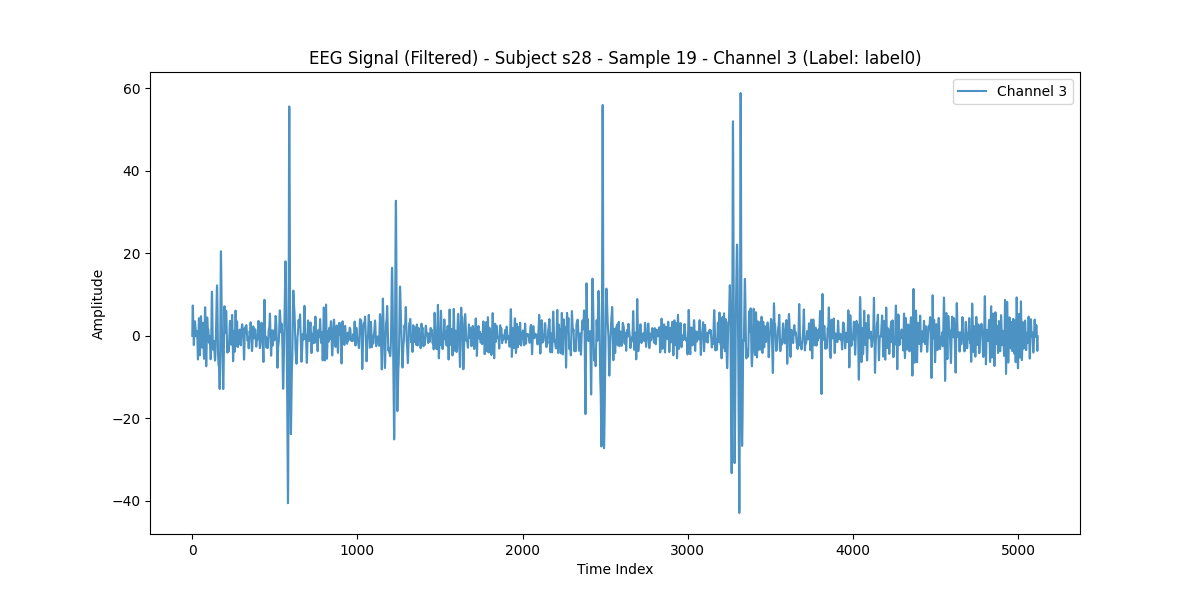 EEG Signal (Filtered) - Subject s28 - Sample 19 - Channel 3 (Label: label0)
Channel 3
60
40
20
0
−20
−40
Amplitude
0 1000 2000 3000 4000 5000
Time Index